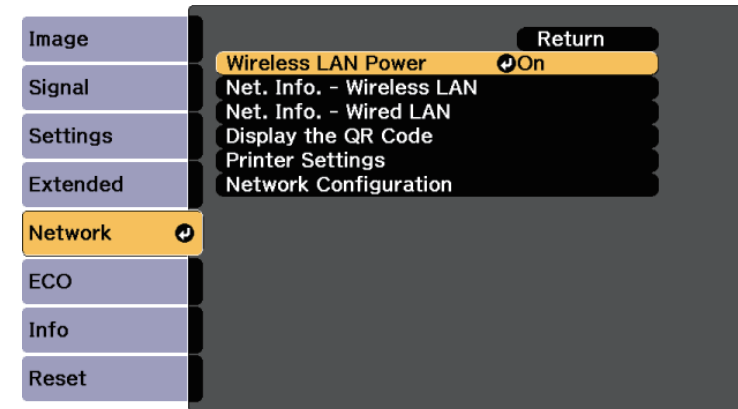 Image
Signal
Settings
Extended
Network
ECO
Info
Reset
Return
Wireless LAN Power On
Net. Info. - Wireless LAN
Net. Info. - Wired LAN
Display the QR Code
Printer Settings
Network Configuration